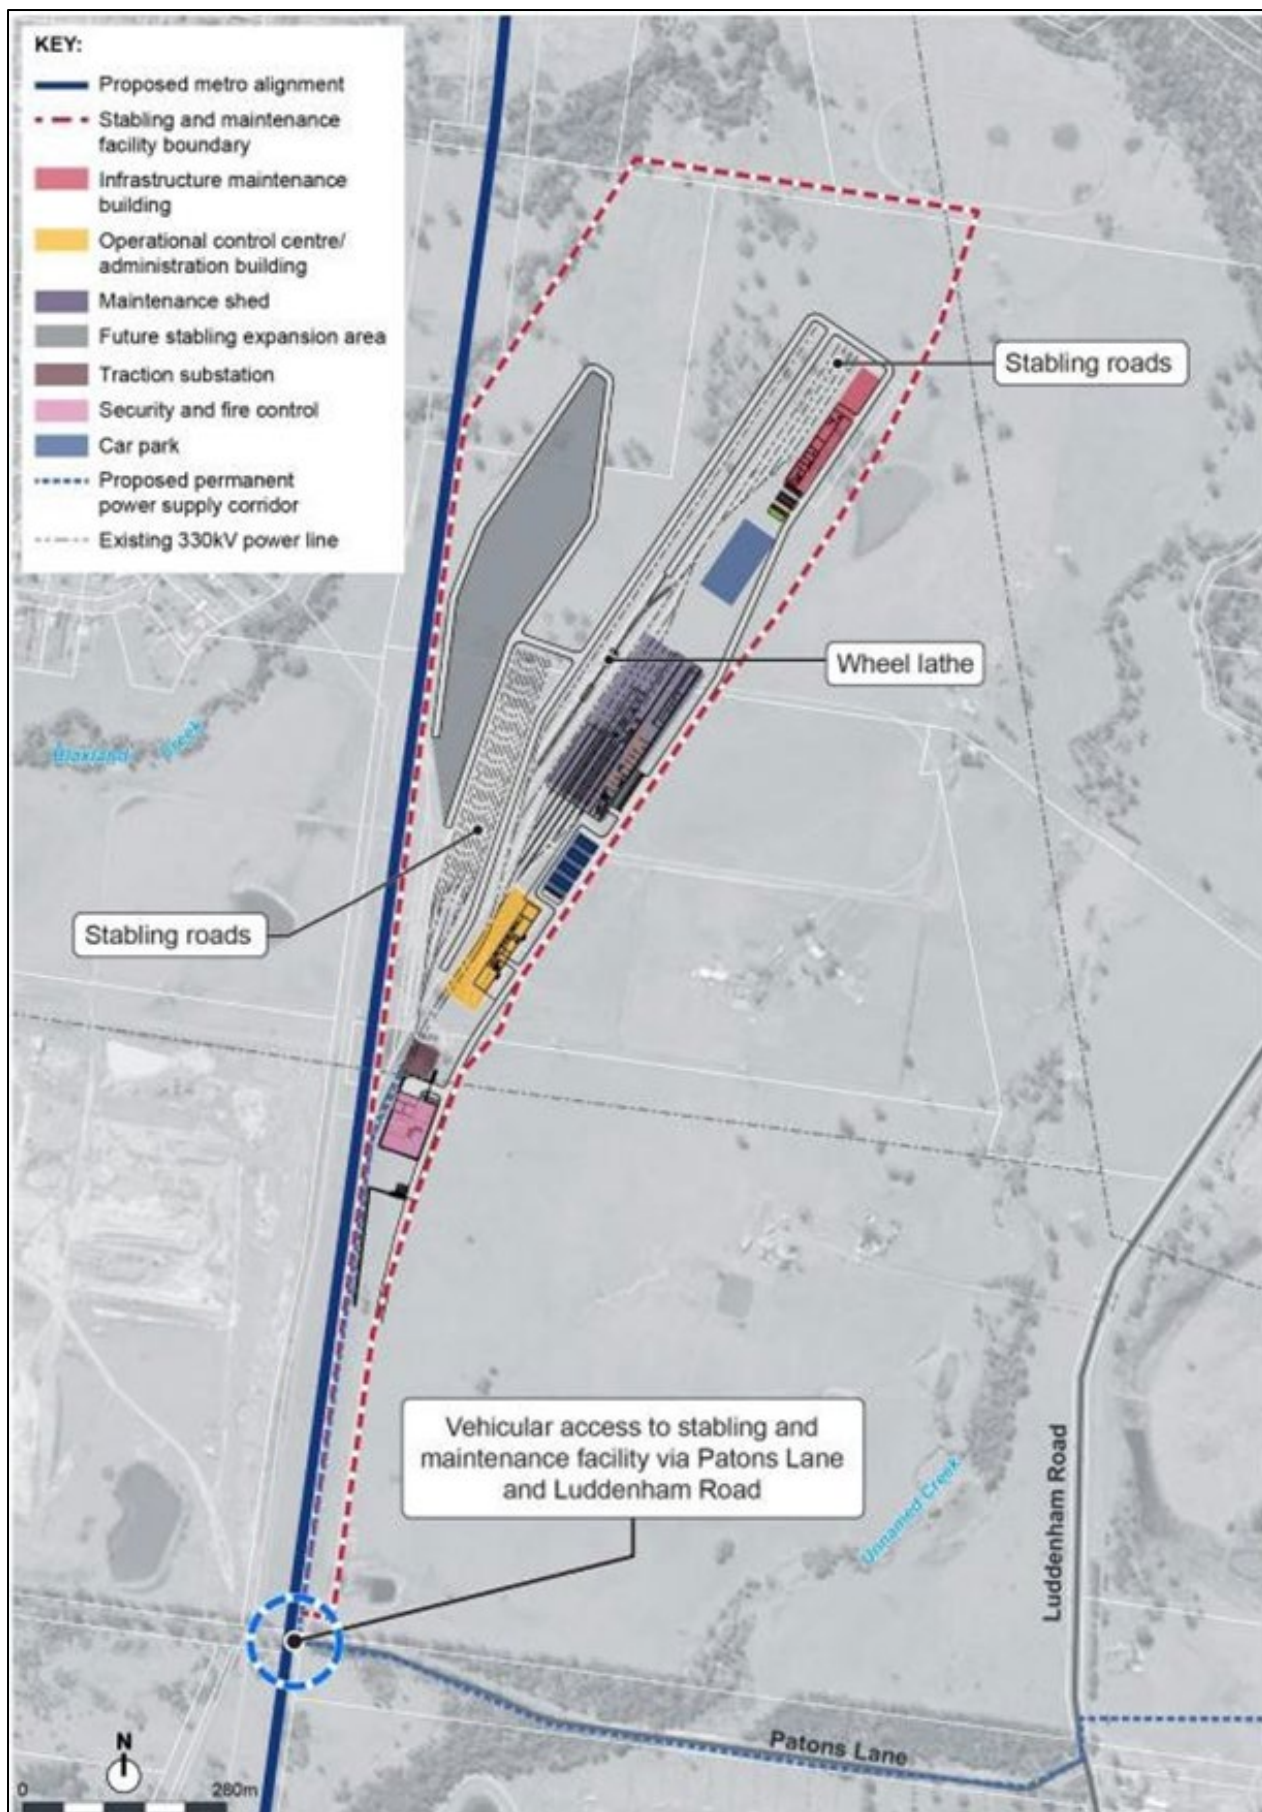 KEY:
Proposed metro alignment
Stabling and maintenance
facility boundary
Infrastructure maintenance
building
Operational control centre/
administration building
Maintenance shed
Future stabling expansion area
Traction substation
Security and fire control
Car park
Proposed permanent
power supply corridor
Existing 330kV power line
Stabling roads
Wheel lathe
Blaxland Creek
Stabling roads
Vehicular access to stabling and
maintenance facility via Patons Lane
and Luddenham Road
Luddenham Road
Unnamed Creek
Patons Lane
N
0 280m